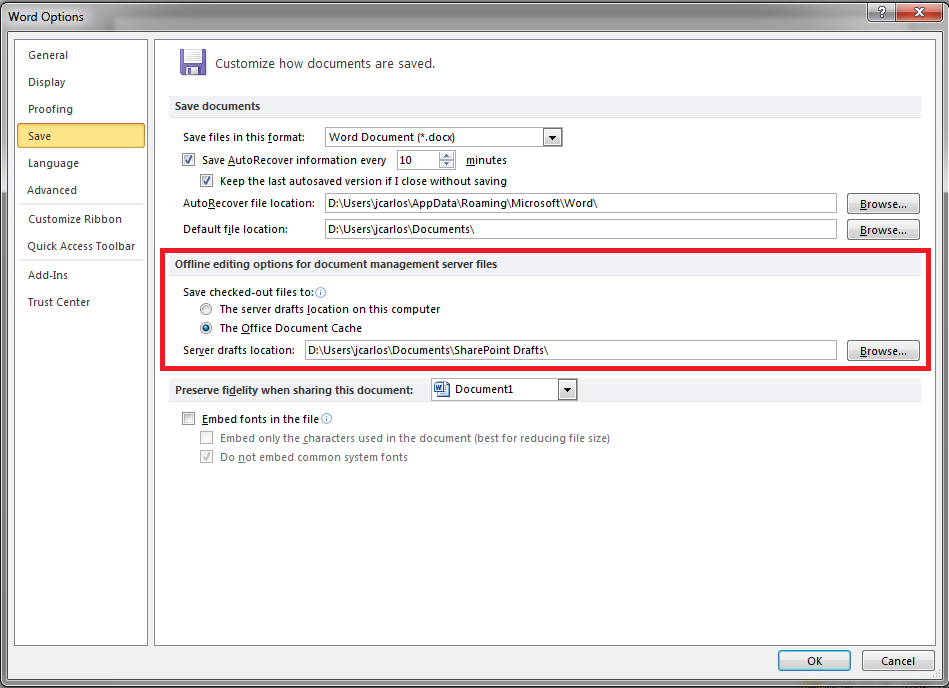 Word Options
General
Display
Proofing
Save
Language
Advanced
Customize Ribbon
Quick Access Toolbar
Add-Ins
Trust Center
Customize how documents are saved.
Save documents
Save files in this format: Word Document (*.docx)
Save AutoRecover information every 10 minutes
Keep the last autosaved version if I close without saving
AutoRecover file location: D:\Users\jcarlos\AppData\Roaming\Microsoft\Word\ Browse...
Default file location: D:\Users\jcarlos\Documents\ Browse...
Offline editing options for document management server files
Save checked-out files to:
The server drafts location on this computer
The Office Document Cache
Server drafts location: D:\Users\jcarlos\Documents\SharePoint Drafts\ Browse...
Preserve fidelity when sharing this document: Document1
Embed fonts in the file
Embed only the characters used in the document (best for reducing file size)
Do not embed common system fonts
OK Cancel